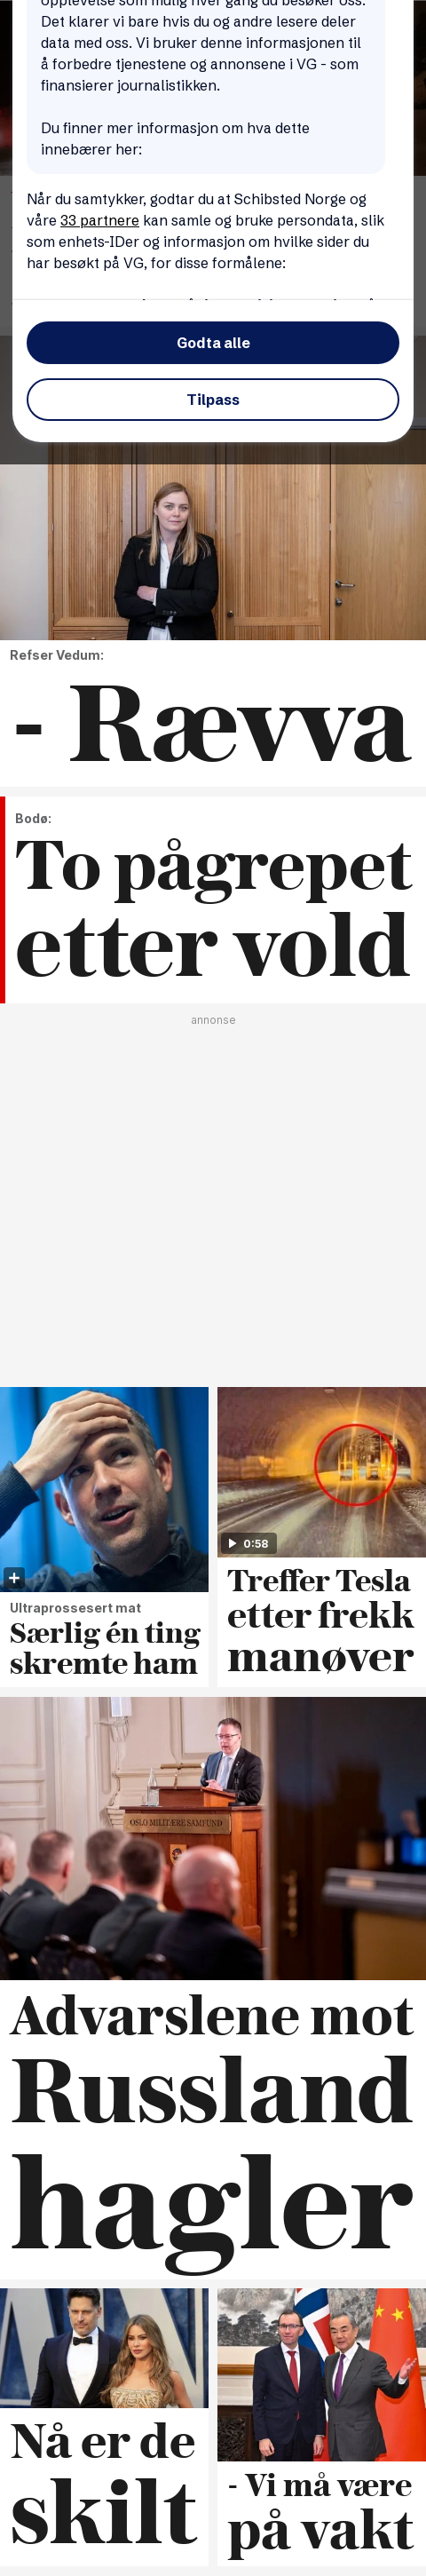 opplevelse som mulig hver gang du besøker oss.
Det klarer vi bare hvis du og andre lesere deler
data med oss. Vi bruker denne informasjonen til
å forbedre tjenestene og annonsene i VG - som
finansierer journalistikken.
Du finner mer informasjon om hva dette
innebærer her:
Når du samtykker, godtar du at Schibsted Norge og
våre 33 partnere kan samle og bruke persondata, slik
som enhets-IDer og informasjon om hvilke sider du
har besøkt på VG, for disse formålene:
Godta alle
Tilpass
Refser Vedum:
- Rævva
Bodø:
To pågrepet
etter vold
annonse
Ultraprossesert mat
Særlig én ting
skremte ham
0:58
Treffer Tesla
etter frekk
manøver
OSLO MILITÆRE SAMFUND
Advarslene mot
Russland
hagler
Nå er de
skilt
- Vi må være
på vakt